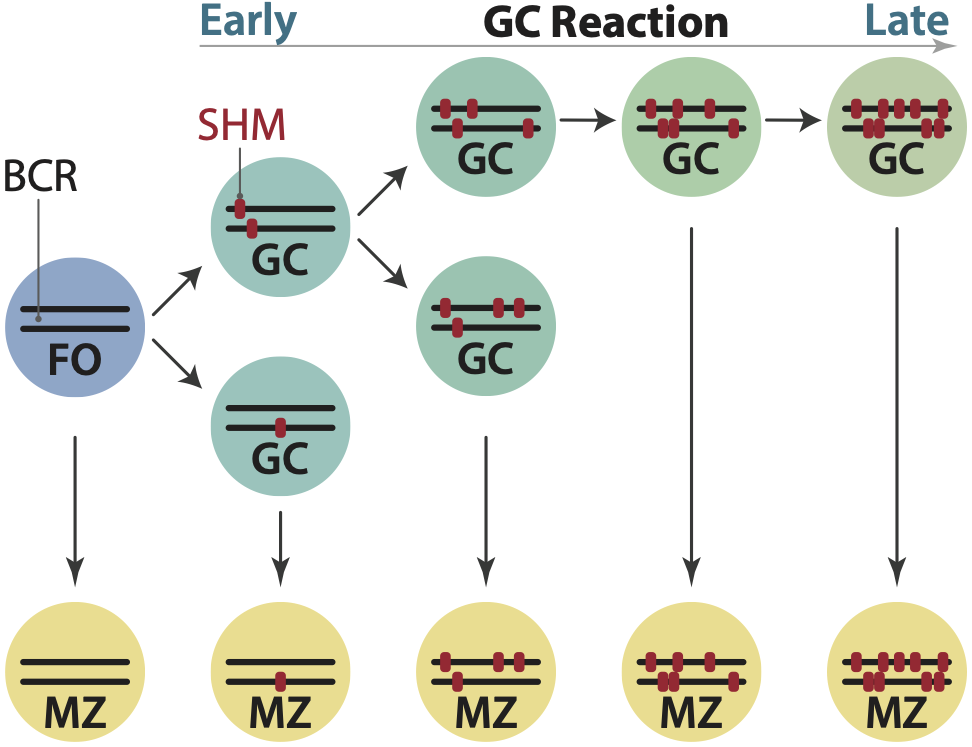 Early GC Reaction Late
SHM
BCR
GC GC GC
GC
FO
GC
GC
MZ MZ MZ MZ MZ